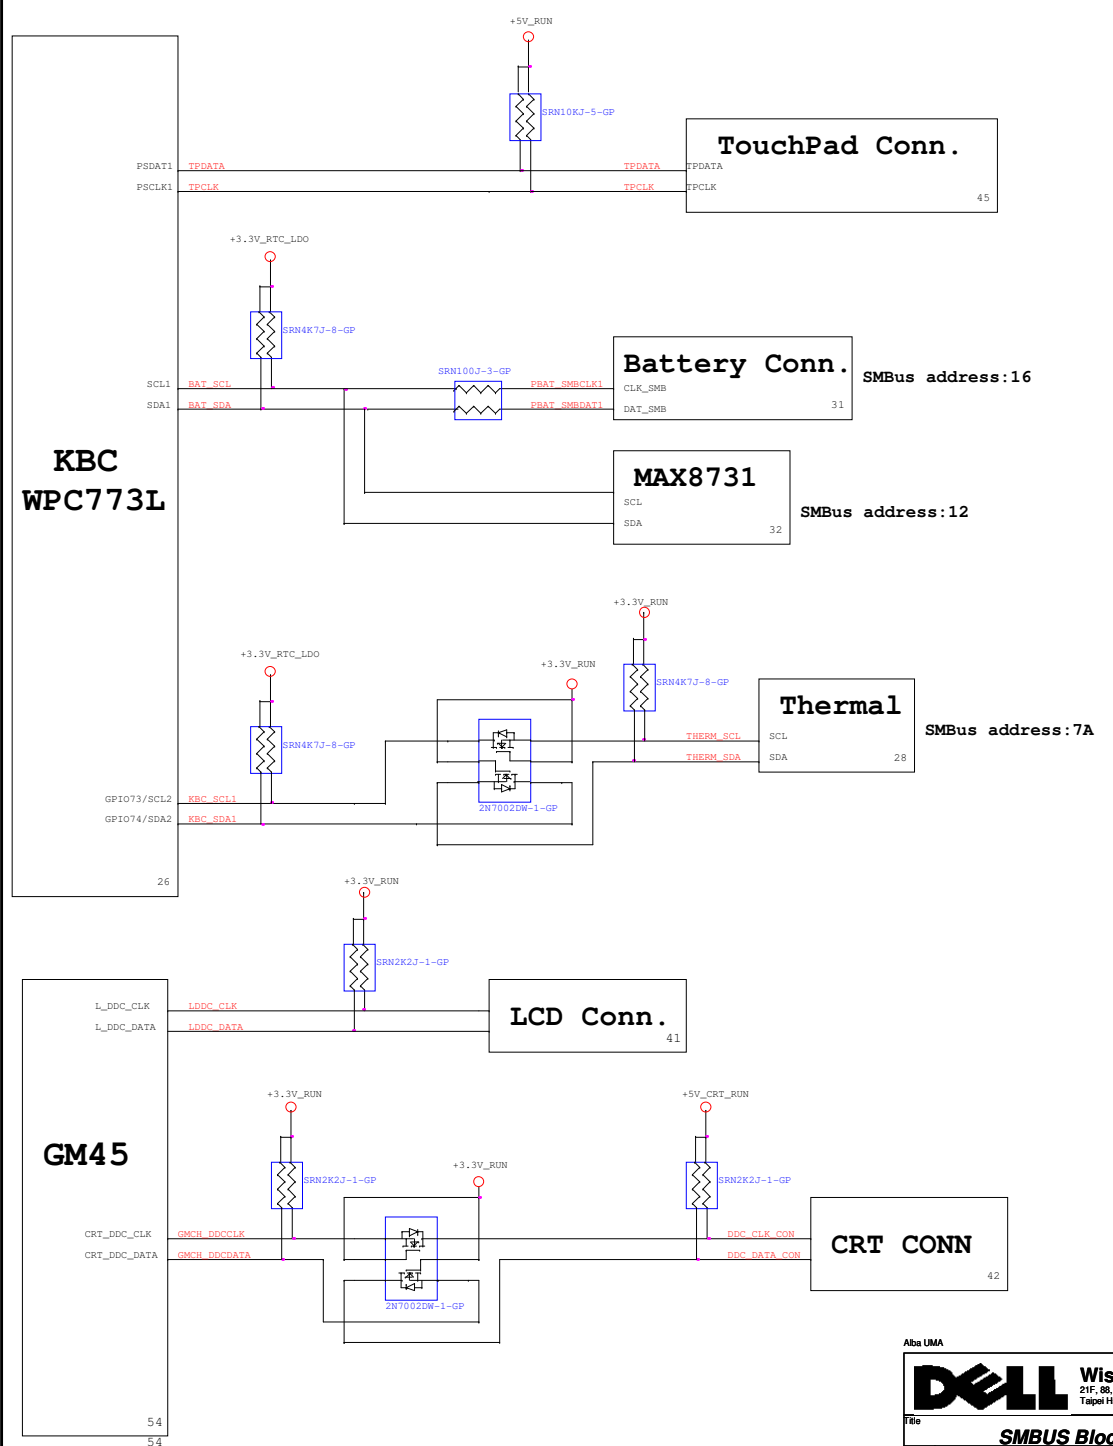 +5V_RUN
SRN10KJ-5-GP
TouchPad Conn.
PSDAT1 TPDATA TPDATA TPDATA
PSCLK1 TPCLK TPCLK TPCLK
45
+3.3V_RTC_LDO
SRN4K7J-8-GP
SRN100J-3-GP
Battery Conn.
SMBus address:16
SCL1 BAT_SCL PBAT_SMBCLK1 CLK_SMB
SDA1 BAT_SDA PBAT_SMBDAT1 DAT_SMB
31
KBC
WPC773L
MAX8731
SCL
SMBus address:12
SDA
32
+3.3V_RUN
+3.3V_RTC_LDO
+3.3V_RUN
SRN4K7J-8-GP
Thermal
SMBus address:7A
SRN4K7J-8-GP
THERM_SCL SCL
THERM_SDA SDA
28
GPIO73/SCL2 KBC_SCL1
2N7002DW-1-GP
GPIO74/SDA2 KBC_SDA1
26
+3.3V_RUN
SRN2K2J-1-GP
L_DDC_CLK LDDC_CLK
L_DDC_DATA LDDC_DATA
LCD Conn.
41
+3.3V_RUN
+5V_CRT_RUN
GM45
+3.3V_RUN
SRN2K2J-1-GP
SRN2K2J-1-GP
CRT_DDC_CLK GMCH_DDCCLK DDC_CLK_CON
CRT_DDC_DATA GMCH_DDCDATA DDC_DATA_CON
CRT CONN
42
2N7002DW-1-GP
54
54
Alba UMA
DELL
Wis
21F, 88,
Taipei H
Title
SMBUS Bloc